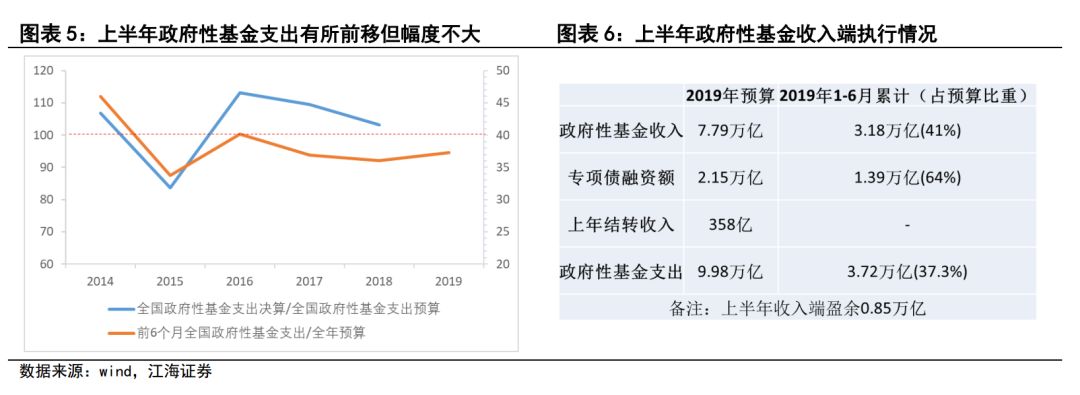 图表5：上半年政府性基金支出有所前移但幅度不大
120
110
100
90
80
70
60
50
45
40
35
30
25
20
2014 2015 2016 2017 2018 2019
全国政府性基金支出决算/全国政府性基金支出预算
前6个月全国政府性基金支出/全年预算
图表6：上半年政府性基金收入端执行情况
2019年预算 2019年1-6月累计（占预算比重）
政府性基金收入 7.79万亿 3.18万亿(41%)
专项债融资额 2.15万亿 1.39万亿(64%)
上年结转收入 358亿 -
政府性基金支出 9.98万亿 3.72万亿(37.3%)
备注：上半年收入端盈余0.85万亿
数据来源：wind，江海证券